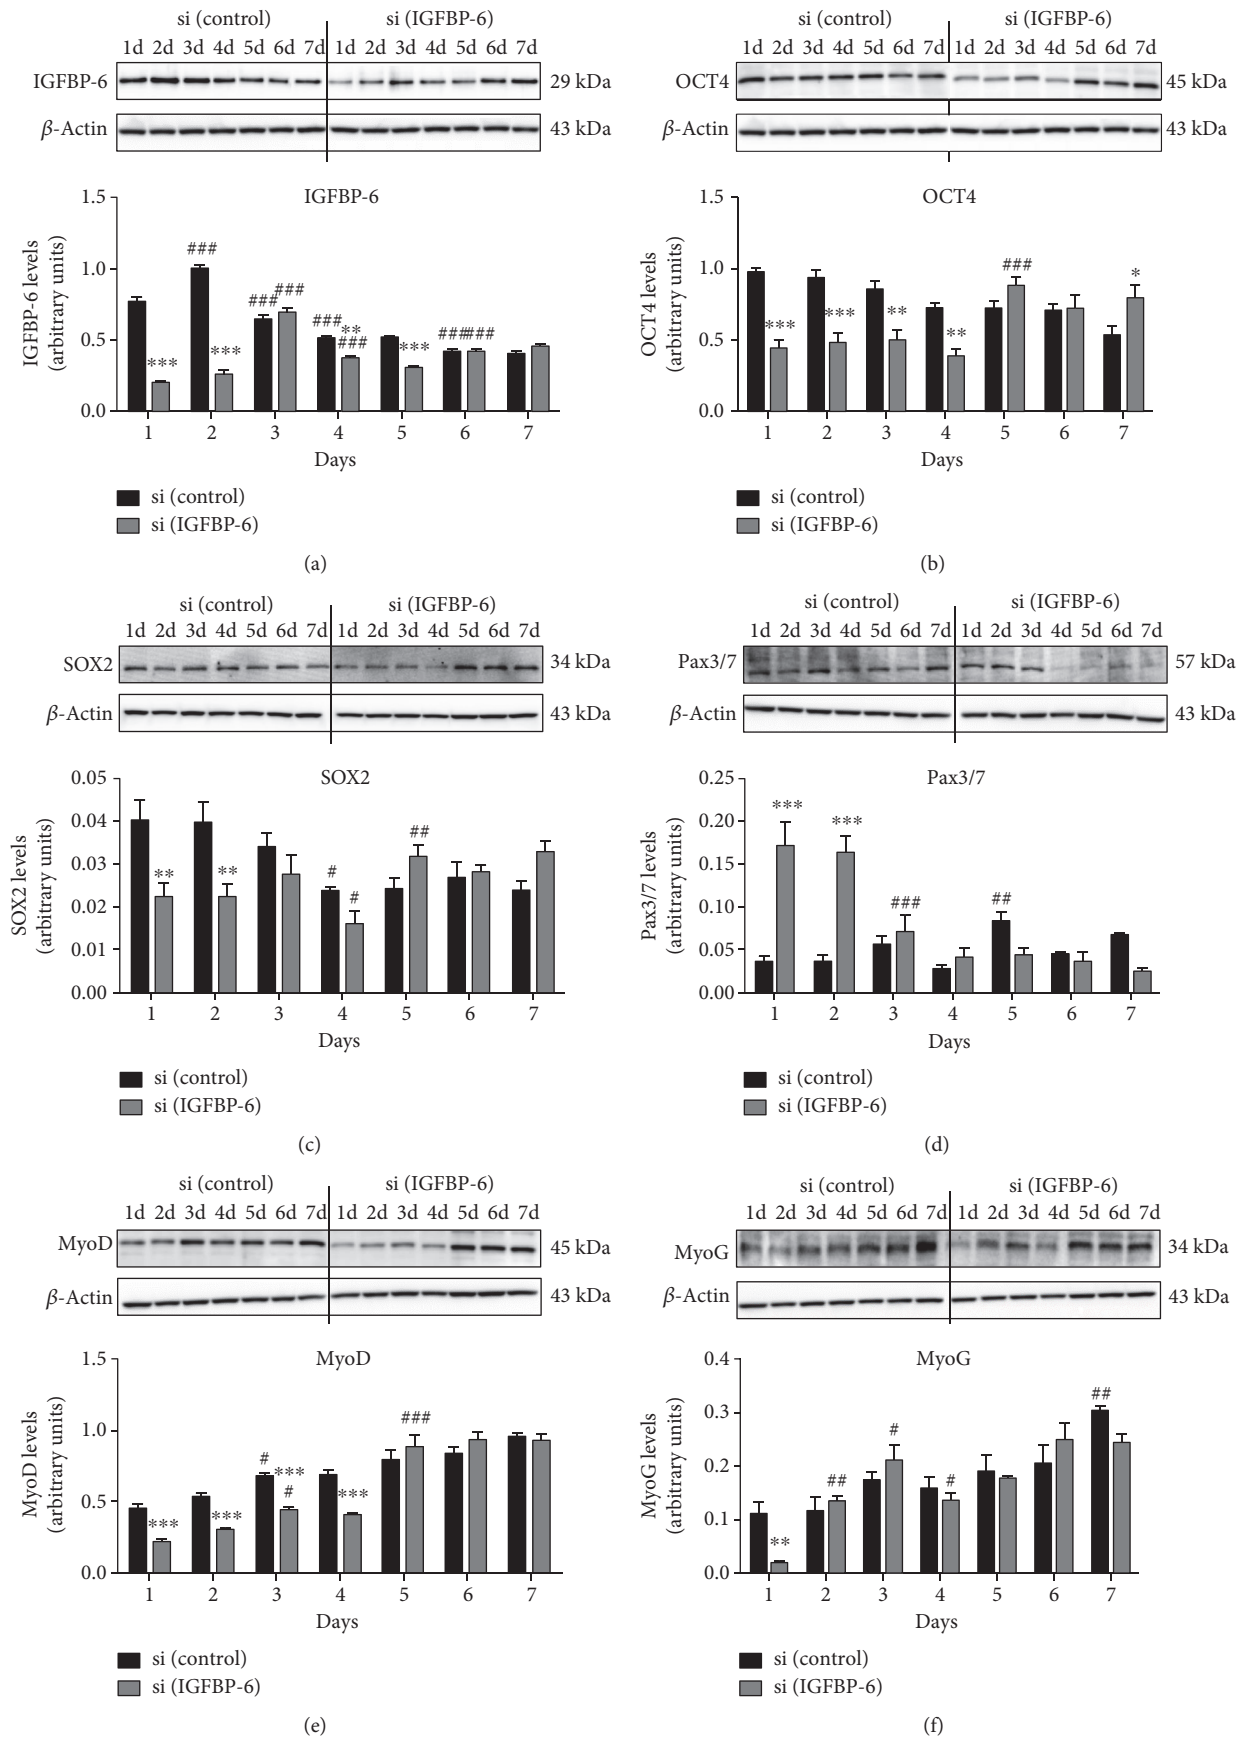 si (control) si (IGFBP-6)
1d 2d 3d 4d 5d 6d 7d 1d 2d 3d 4d 5d 6d 7d
IGFBP-6 29 kDa
β-Actin 43 kDa
IGFBP-6
IGFBP-6 levels
(arbitrary units)
1.5
1.0
0.5
0.0
###
***
***
###
###
###
**
###
***
###
###
1 2 3 4 5 6 7
Days
si (control)
si (IGFBP-6)
(a)
si (control) si (IGFBP-6)
1d 2d 3d 4d 5d 6d 7d 1d 2d 3d 4d 5d 6d 7d
OCT4 45 kDa
β-Actin 43 kDa
OCT4
OCT4 levels
(arbitrary units)
1.5
1.0
0.5
0.0
***
***
**
**
###
*
1 2 3 4 5 6 7
Days
si (control)
si (IGFBP-6)
(b)
si (control) si (IGFBP-6)
1d 2d 3d 4d 5d 6d 7d 1d 2d 3d 4d 5d 6d 7d
SOX2 34 kDa
β-Actin 43 kDa
SOX2
SOX2 levels
(arbitrary units)
0.05
0.04
0.03
0.02
0.01
0.00
**
**
#
#
##
1 2 3 4 5 6 7
Days
si (control)
si (IGFBP-6)
(c)
si (control) si (IGFBP-6)
1d 2d 3d 4d 5d 6d 7d 1d 2d 3d 4d 5d 6d 7d
Pax3/7 57 kDa
β-Actin 43 kDa
Pax3/7
Pax3/7 levels
(arbitrary units)
0.25
0.20
0.15
0.10
0.05
0.00
***
***
###
##
1 2 3 4 5 6 7
Days
si (control)
si (IGFBP-6)
(d)
si (control) si (IGFBP-6)
1d 2d 3d 4d 5d 6d 7d 1d 2d 3d 4d 5d 6d 7d
MyoD 45 kDa
β-Actin 43 kDa
MyoD
MyoD levels
(arbitrary units)
1.5
1.0
0.5
0.0
***
***
#
***
#
***
###
1 2 3 4 5 6 7
Days
si (control)
si (IGFBP-6)
(e)
si (control) si (IGFBP-6)
1d 2d 3d 4d 5d 6d 7d 1d 2d 3d 4d 5d 6d 7d
MyoG 34 kDa
β-Actin 43 kDa
MyoG
MyoG levels
(arbitrary units)
0.4
0.3
0.2
0.1
0.0
**
##
#
#
##
1 2 3 4 5 6 7
Days
si (control)
si (IGFBP-6)
(f)